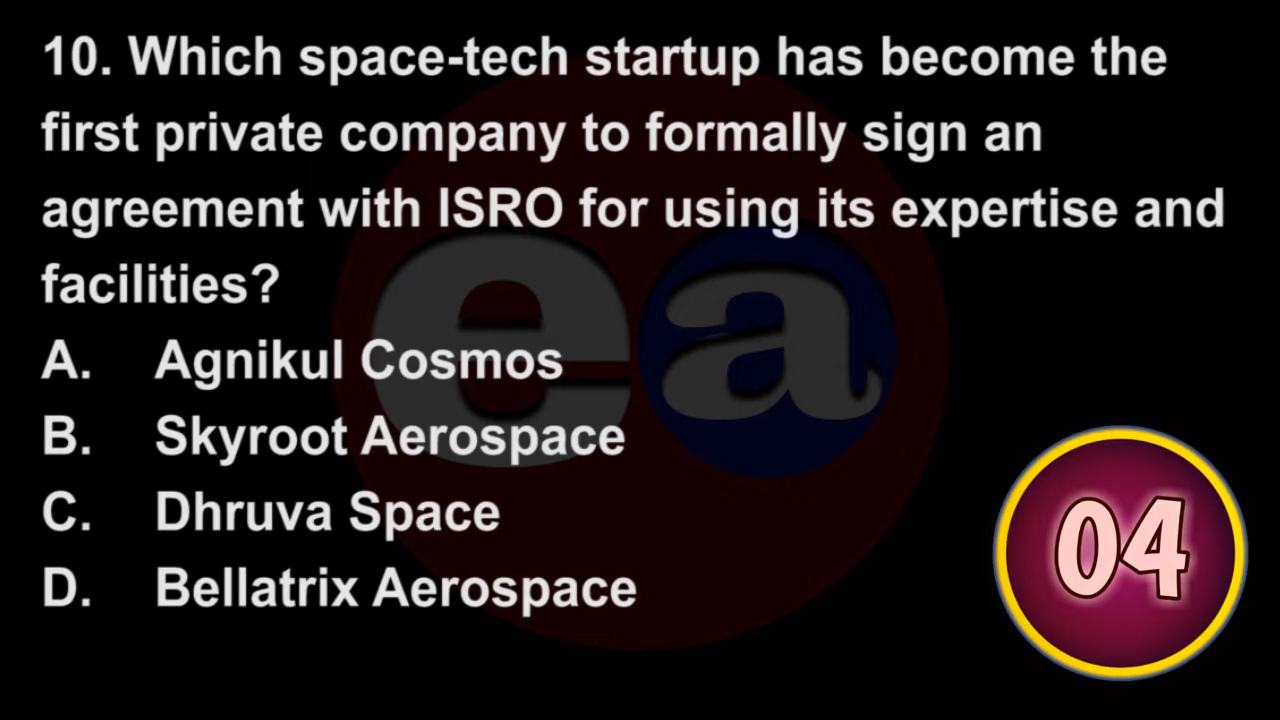 10. Which space-tech startup has become the
first private company to formally sign an
agreement with ISRO for using its expertise and
facilities?
A. Agnikul Cosmos
B. Skyroot Aerospace
C. Dhruva Space
D. Bellatrix Aerospace
ea
04